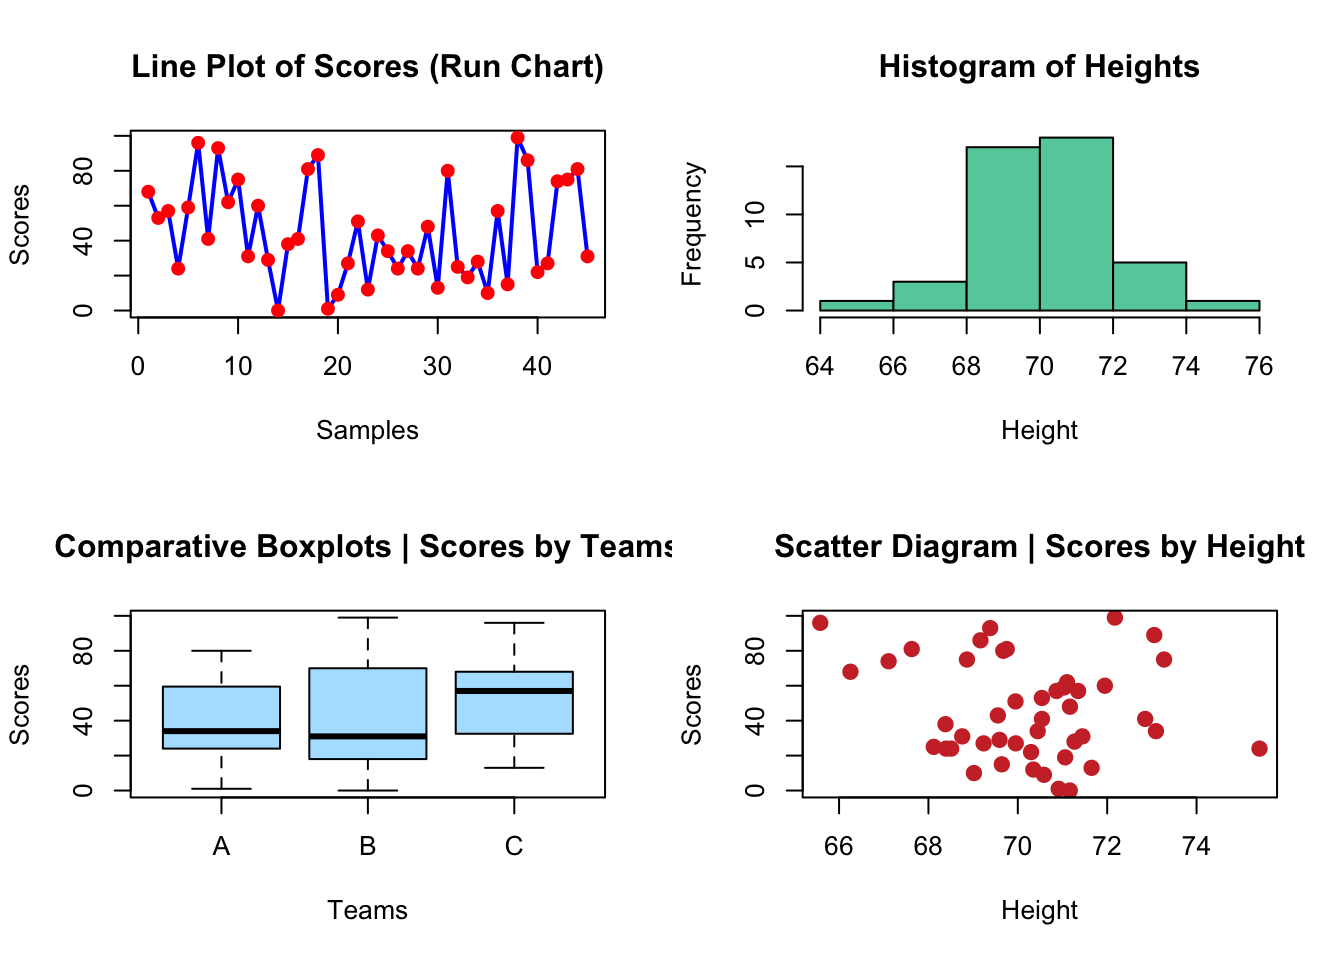 Line Plot of Scores (Run Chart)
Scores
0 40 80
0 10 20 30 40
Samples
Histogram of Heights
Frequency
0 5 10
64 66 68 70 72 74 76
Height
Comparative Boxplots | Scores by Teams
Scores
0 40 80
A B C
Teams
Scatter Diagram | Scores by Height
Scores
0 40 80
66 68 70 72 74
Height